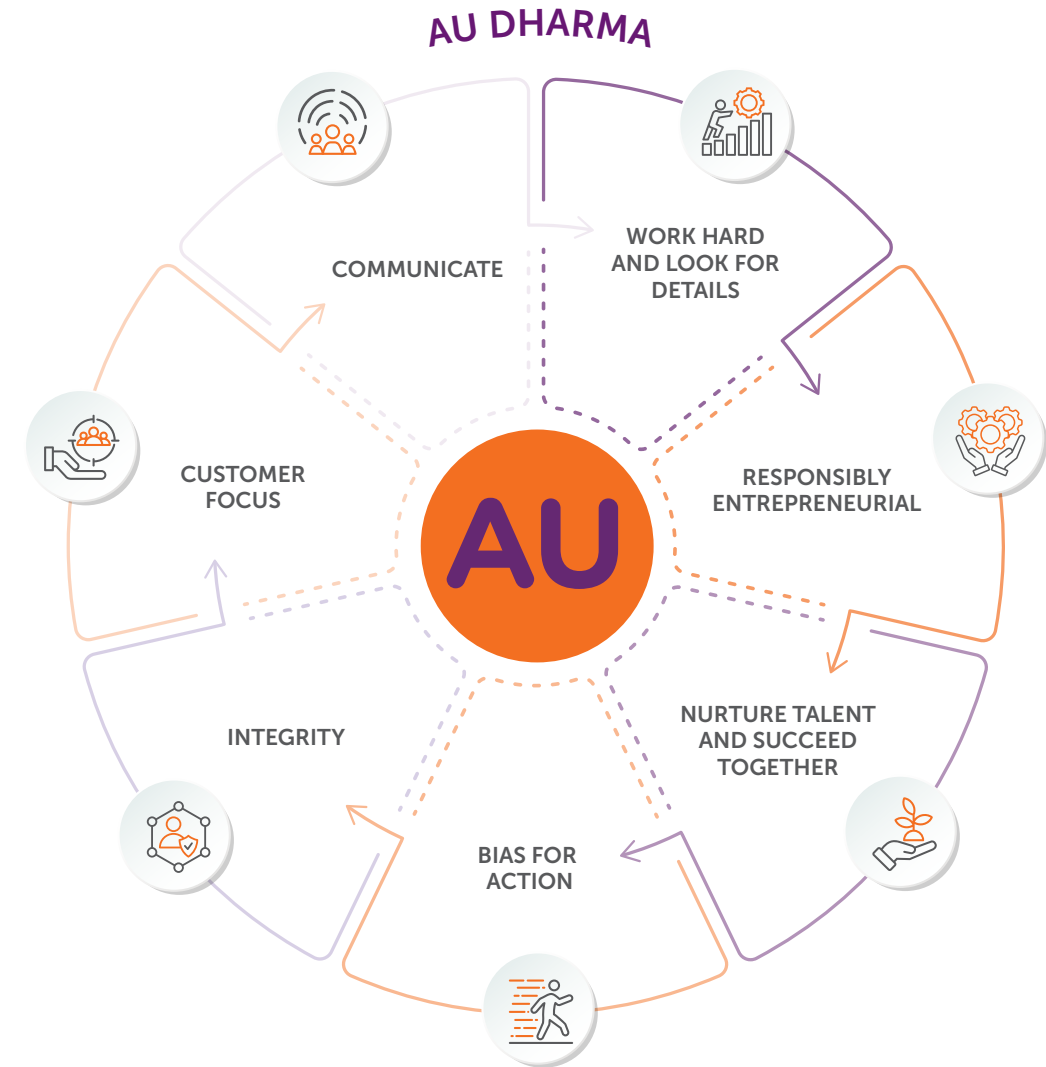 AU DHARMA
WORK HARD
AND LOOK FOR
DETAILS
RESPONSIBLY
ENTREPRENEURIAL
NURTURE TALENT
AND SUCCEED
TOGETHER
BIAS FOR
ACTION
INTEGRITY
CUSTOMER
FOCUS
COMMUNICATE
AU